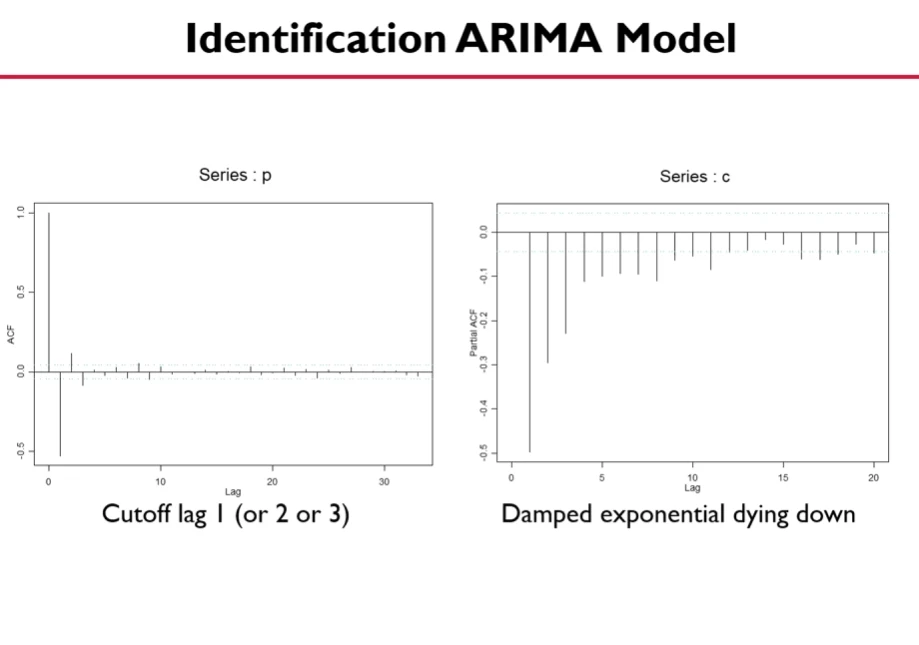 Identification ARIMA Model
Series : p
ACF
1.0
0.5
0.0
-0.5
0
10
20
30
Lag
Cutoff lag 1 (or 2 or 3)
Series : c
Partial ACF
0.0
-0.1
-0.2
-0.3
-0.4
-0.5
0
5
10
15
20
Lag
Damped exponential dying down